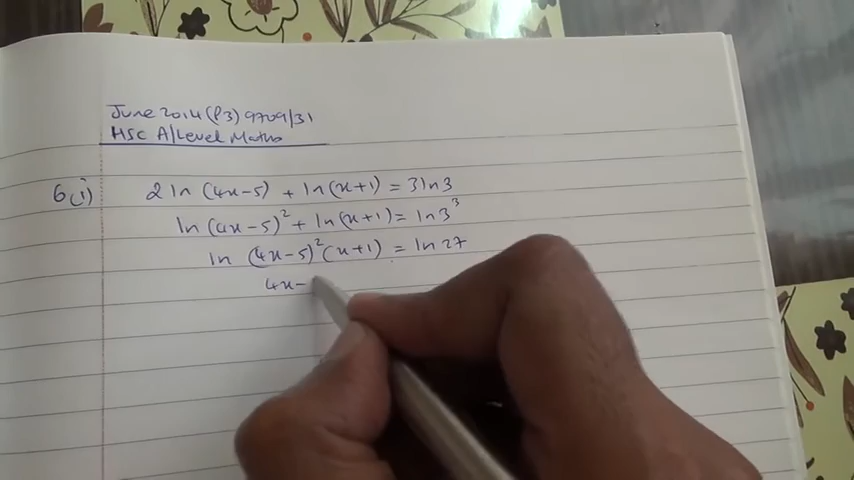 June 2014 (P3) 9709/31
HSC A/Level Maths
6(i) 2 ln (4x-5) + ln (x+1) = 3 ln 3
ln (4x-5)² + ln (x+1) = ln 3³
ln (4x-5)² (x+1) = ln 27
4x-